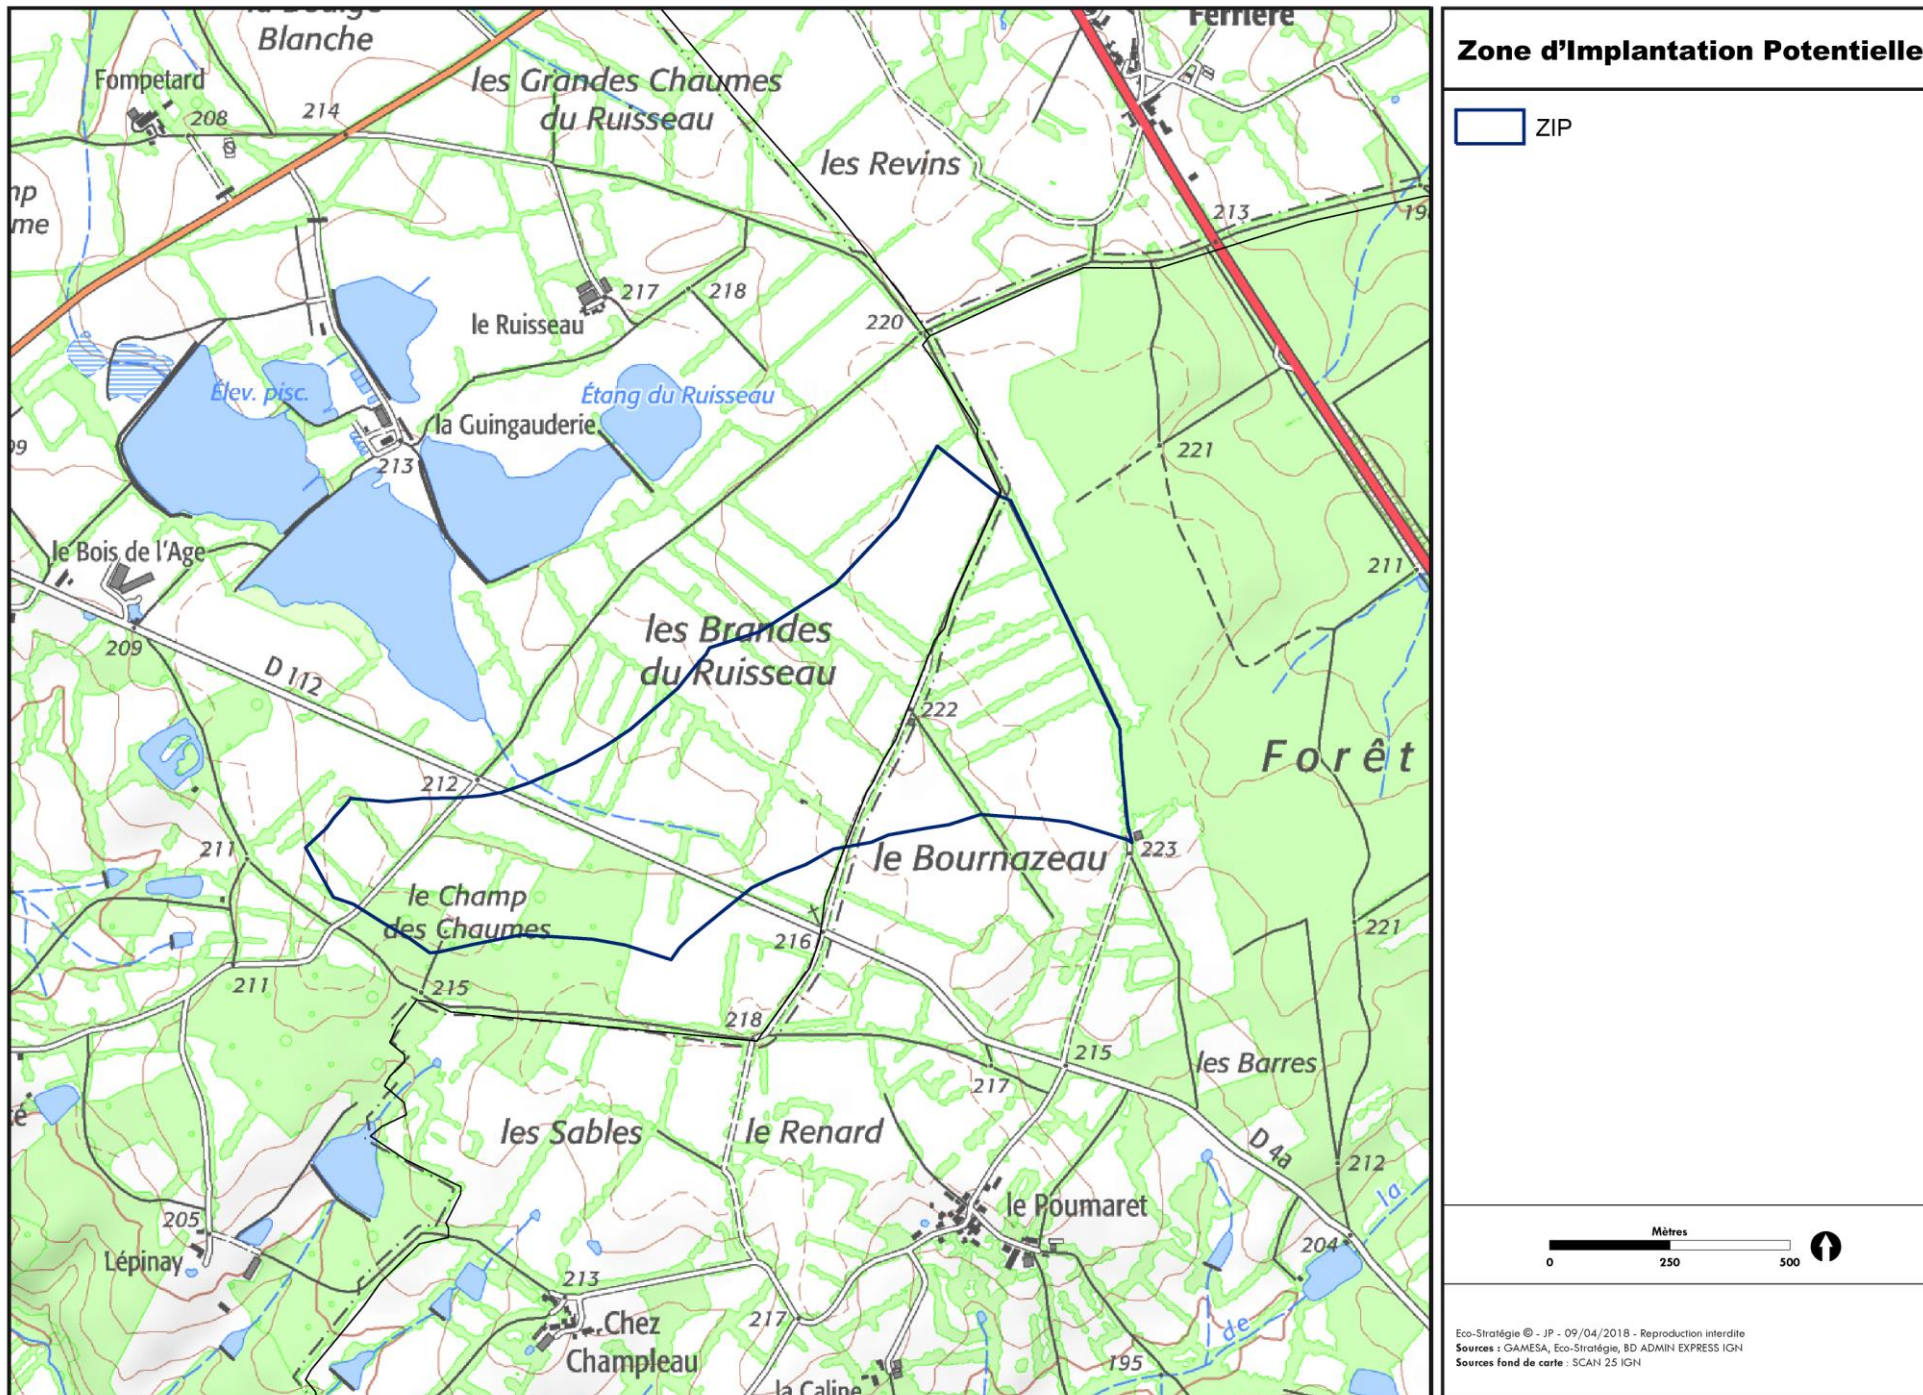 Blanche
Fompetard
208
214
les Grandes Chaumes
du Ruisseau
les Revins
Ferrière
213
le Ruisseau
217
218
220
Élev. pisc.
Étang du Ruisseau
la Guingauderie
213
221
211
le Bois de l'Age
209
D 112
les Brandes
du Ruisseau
222
Forêt
212
211
le Bournazeau
223
le Champ
des Chaumes
216
221
211
215
218
217
215
les Barres
les Sables
le Renard
D 4a
212
la
205
Lépinay
le Poumaret
204
213
217
Chez
Champleau
de
195
la Caline
Zone d'Implantation Potentielle
ZIP
Mètres
0 250 500
Eco-Stratégie © - JP - 09/04/2018 - Reproduction interdite
Sources : GAMESA, Eco-Stratégie, BD ADMIN EXPRESS IGN
Sources fond de carte : SCAN 25 IGN